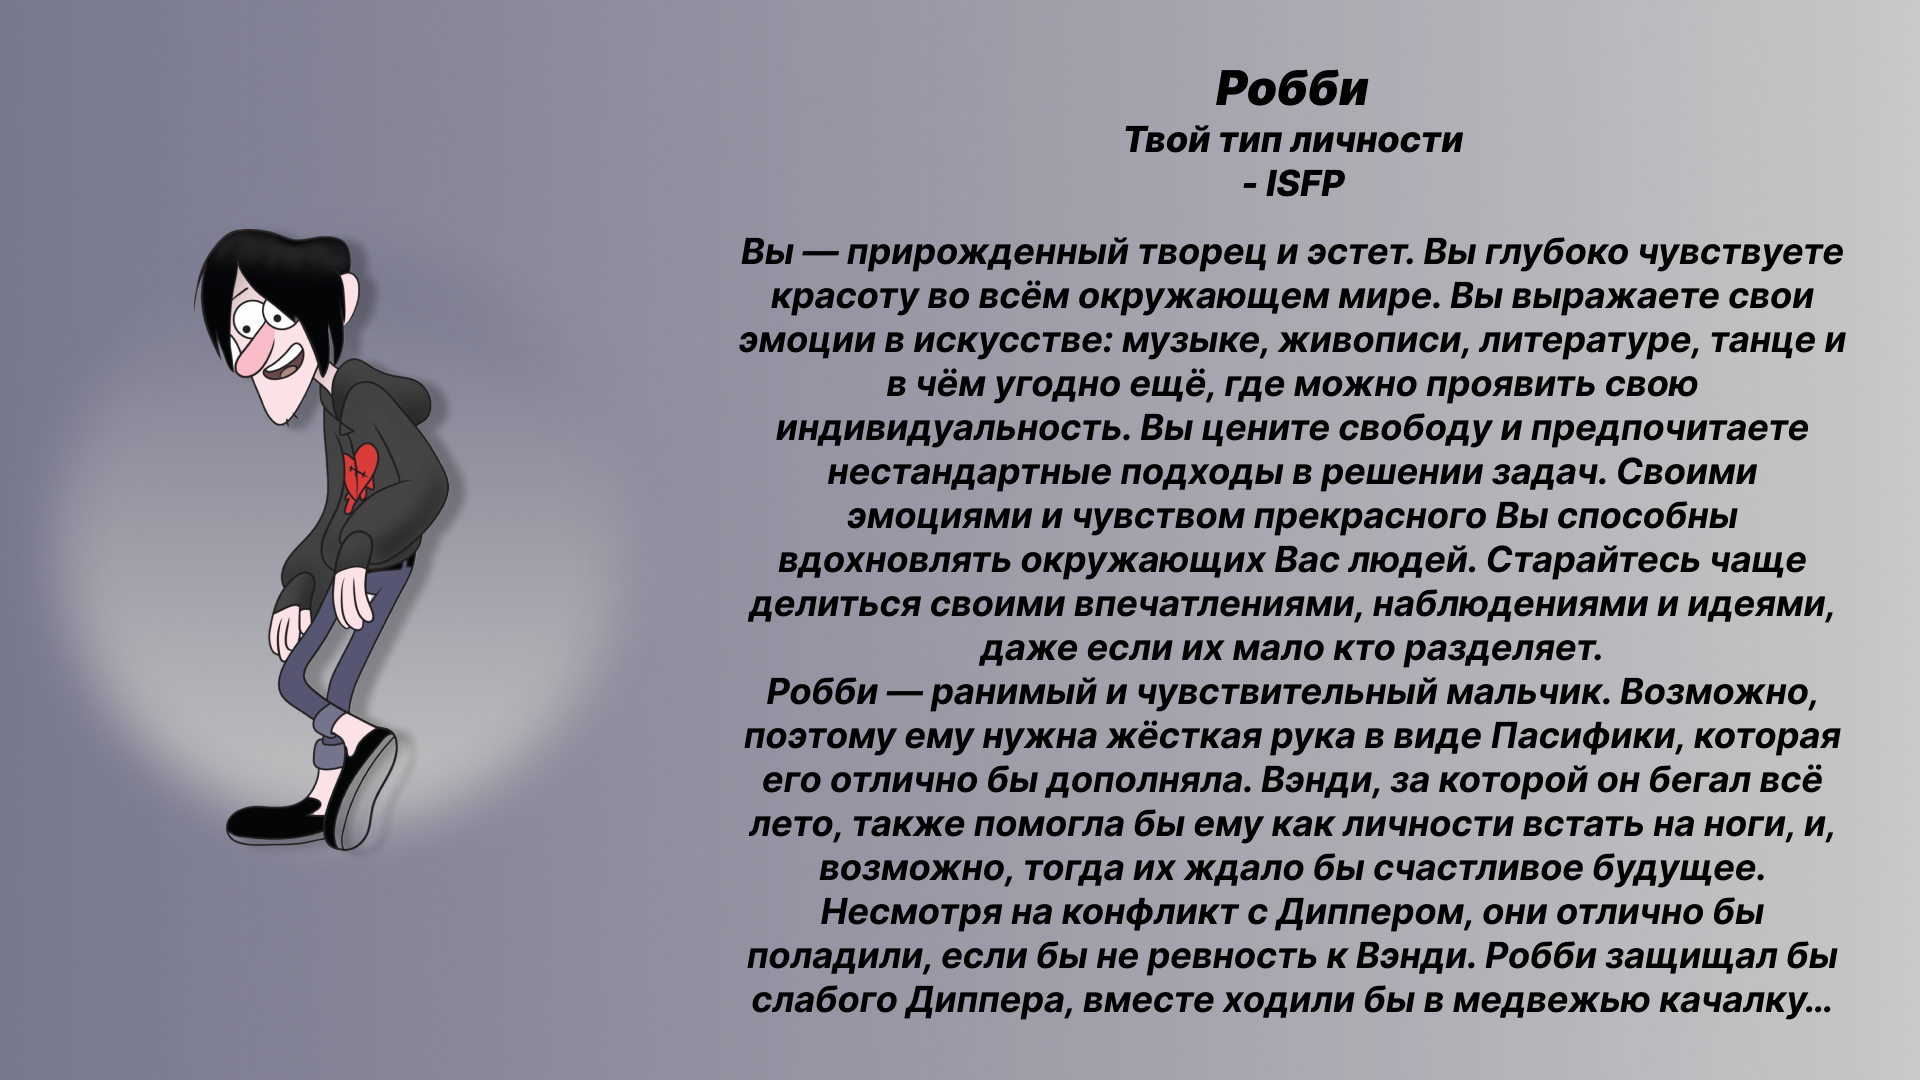 Робби
Твой тип личности
- ISFP
Вы — прирожденный творец и эстет. Вы глубоко чувствуете
красоту во всём окружающем мире. Вы выражаете свои
эмоции в искусстве: музыке, живописи, литературе, танце и
в чём угодно ещё, где можно проявить свою
индивидуальность. Вы цените свободу и предпочитаете
нестандартные подходы в решении задач. Своими
эмоциями и чувством прекрасного Вы способны
вдохновлять окружающих Вас людей. Старайтесь чаще
делиться своими впечатлениями, наблюдениями и идеями,
даже если их мало кто разделяет.
Робби — ранимый и чувствительный мальчик. Возможно,
поэтому ему нужна жёсткая рука в виде Пасифики, которая
его отлично бы дополняла. Вэнди, за которой он бегал всё
лето, также помогла бы ему как личности встать на ноги, и,
возможно, тогда их ждало бы счастливое будущее.
Несмотря на конфликт с Диппером, они отлично бы
поладили, если бы не ревность к Вэнди. Робби защищал бы
слабого Диппера, вместе ходили бы в медвежью качалку...